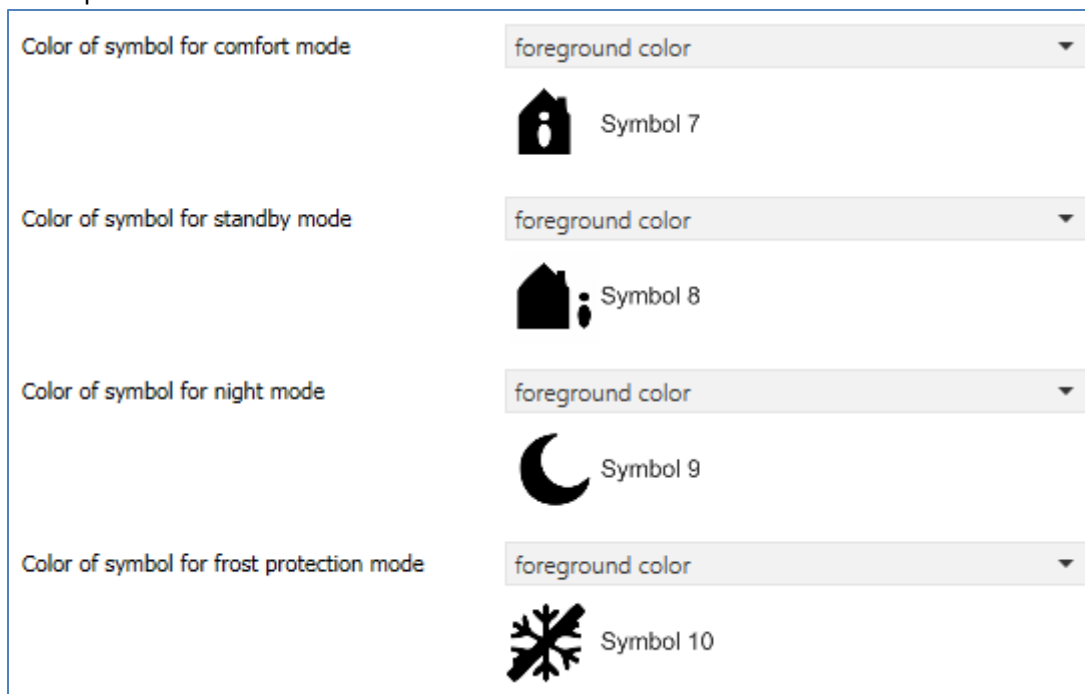 Color of symbol for comfort mode
foreground color
Symbol 7
Color of symbol for standby mode
foreground color
Symbol 8
Color of symbol for night mode
foreground color
Symbol 9
Color of symbol for frost protection mode
foreground color
Symbol 10